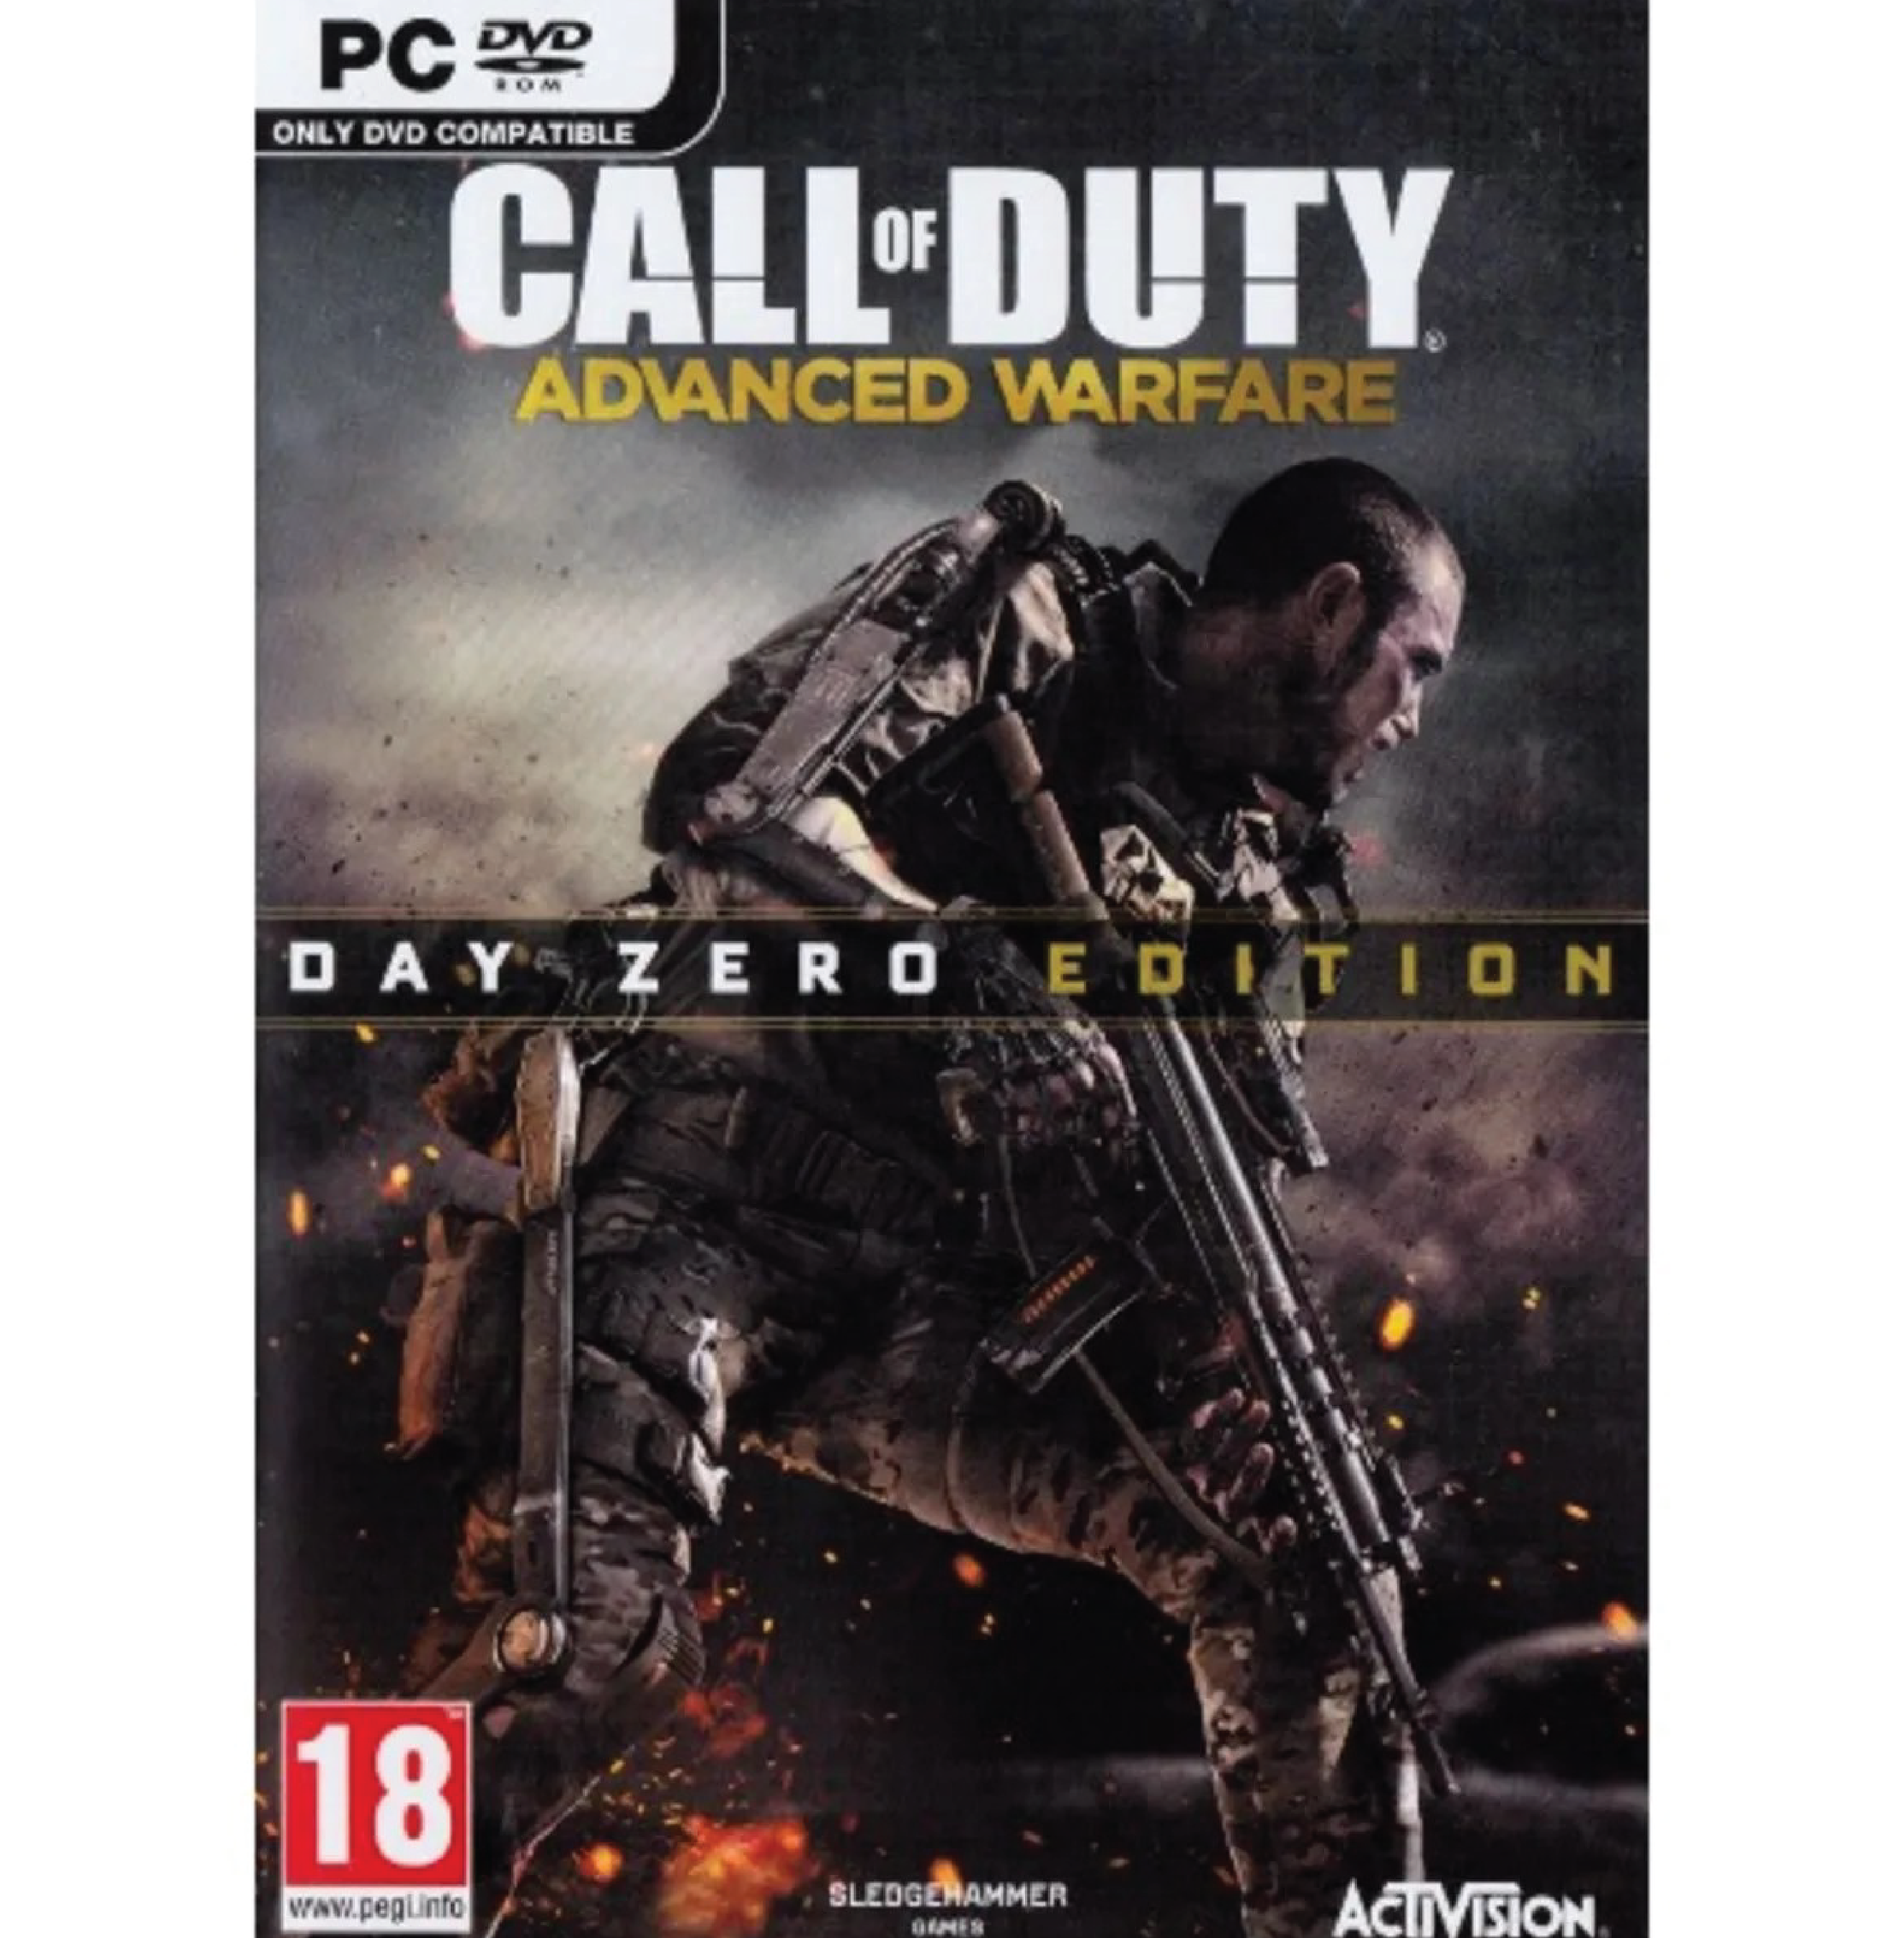 PC DVD
ROM
ONLY DVD COMPATIBLE
CALL OF DUTY®
ADVANCED WARFARE
DAY ZERO EDITION
18
www.pegi.info
SLEDGEHAMMER
GAMES
ACTIVISION